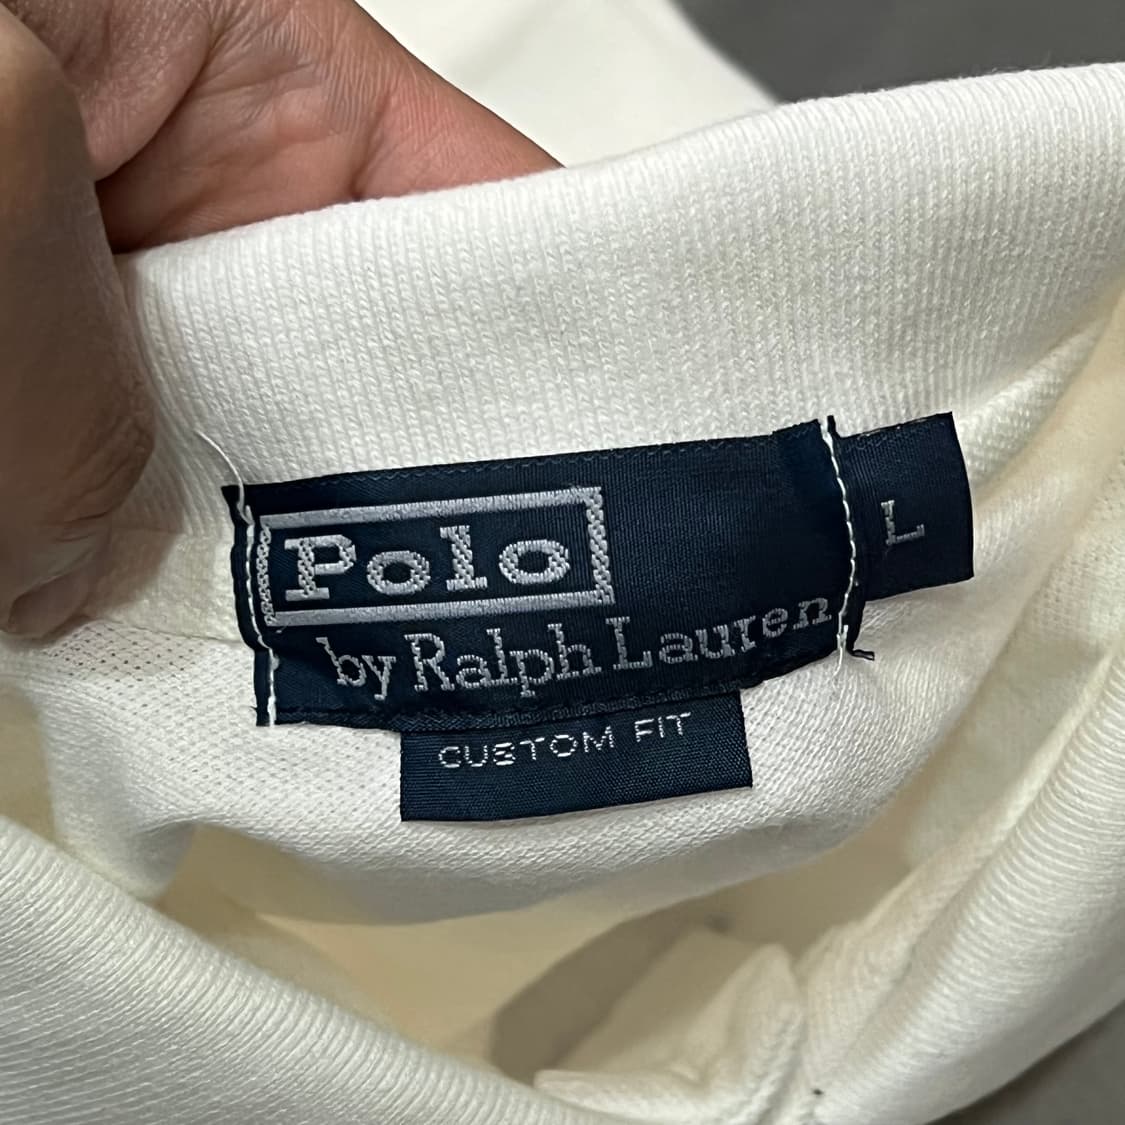 Polo
by Ralph Lauren
L
CUSTOM FIT